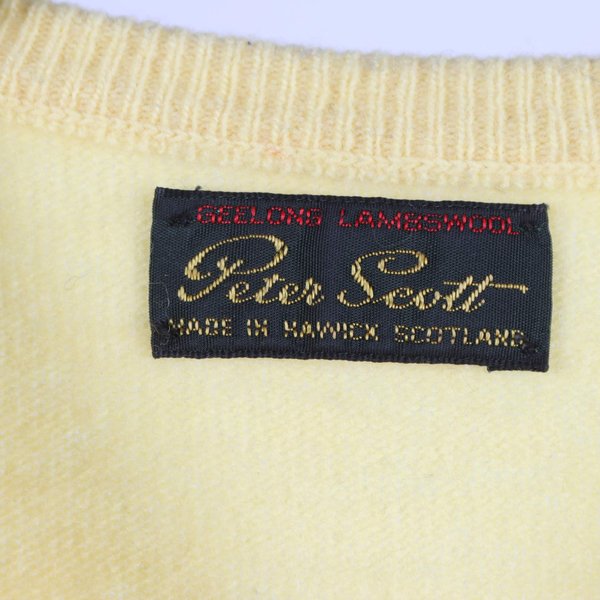 GEELONG LAMBSWOOL
Peter Scott
MADE IN HAWICK SCOTLAND